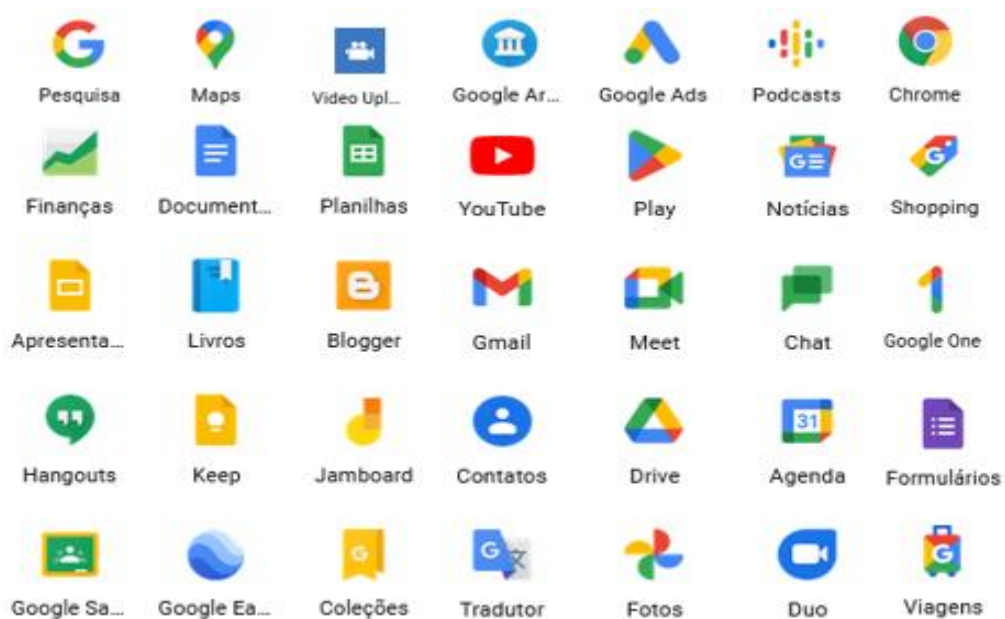 Pesquisa Maps Video Upl... Google Ar... Google Ads Podcasts Chrome
Finanças Document... Planilhas YouTube Play Notícias Shopping
Apresenta... Livros Blogger Gmail Meet Chat Google One
31
Hangouts Keep Jamboard Contatos Drive Agenda Formulários
Google Sa... Google Ea... Coleções Tradutor Fotos Duo Viagens